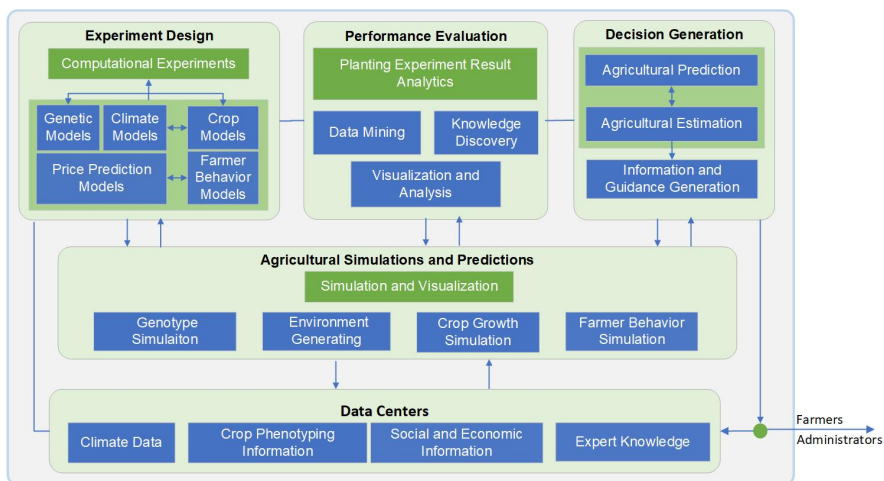 Experiment Design
Computational Experiments
Genetic
Models
Climate
Models
Crop
Models
Price Prediction
Models
Farmer
Behavior
Models
Performance Evaluation
Planting Experiment Result
Analytics
Data Mining
Knowledge
Discovery
Visualization and
Analysis
Decision Generation
Agricultural Prediction
Agricultural Estimation
Information and
Guidance Generation
Agricultural Simulations and Predictions
Simulation and Visualization
Genotype
Simulaiton
Environment
Generating
Crop Growth
Simulation
Farmer Behavior
Simulation
Data Centers
Climate Data
Crop Phenotyping
Information
Social and Economic
Information
Expert Knowledge
Farmers
Administrators